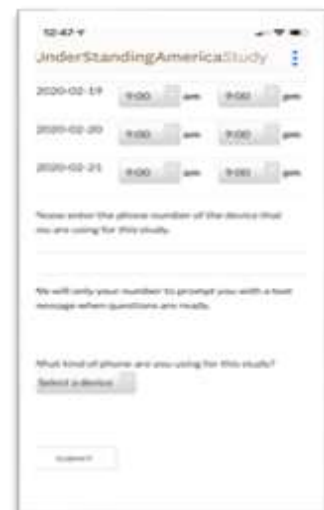 12:47
UnderStandingAmericaStudy
2020-02-19 9:00 am 9:00 pm
2020-02-20 9:00 am 9:00 pm
2020-02-21 9:00 am 9:00 pm
Please enter the phone number of the device that
you are using for this study.
We will only your number to prompt you with a text
message when questions are ready.
What kind of phone are you using for this study?
Select a device
SUBMIT